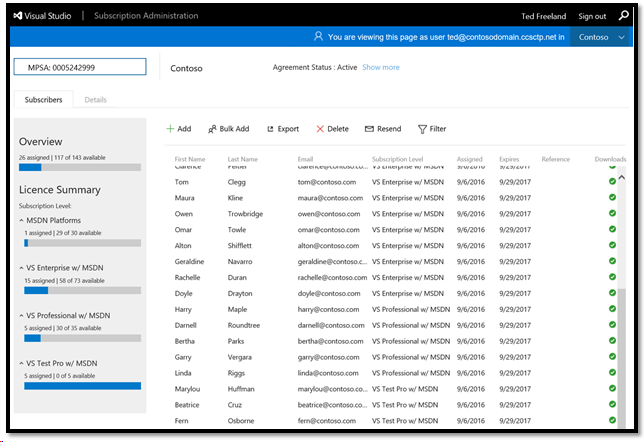 Visual Studio Subscription Administration Ted Freeland Sign out
You are viewing this page as user ted@contosodomain.ccsctp.net in Contoso
MPSA: 0005242999 Contoso Agreement Status : Active Show more
Subscribers Details
Overview
26 assigned | 117 of 143 available
Licence Summary
Subscription Level:
MSDN Platforms
1 assigned | 29 of 30 available
VS Enterprise w/ MSDN
15 assigned | 58 of 73 available
VS Professional w/ MSDN
5 assigned | 30 of 35 available
VS Test Pro w/ MSDN
5 assigned | 0 of 5 available
Add Bulk Add Export Delete Resend Filter
First Name Last Name Email Subscription Level Assigned Expires Reference Downloads
Clarence Peltier clarence@contoso... VS Enterprise w/ MSDN 9/6/2016 9/29/2017
Tom Clegg tom@contoso.com VS Enterprise w/ MSDN 9/6/2016 9/29/2017
Maura Kline maura@contoso.com VS Enterprise w/ MSDN 9/6/2016 9/29/2017
Owen Trowbridge owen@contoso.com VS Enterprise w/ MSDN 9/6/2016 9/29/2017
Omar Towle omar@contoso.com VS Enterprise w/ MSDN 9/6/2016 9/29/2017
Alton Shifflett alton@contoso.com VS Enterprise w/ MSDN 9/6/2016 9/29/2017
Geraldine Navarro geraldine@contoso... VS Enterprise w/ MSDN 9/6/2016 9/29/2017
Rachelle Duran rachelle@contoso.com VS Enterprise w/ MSDN 9/6/2016 9/29/2017
Doyle Drayton doyle@contoso.com VS Enterprise w/ MSDN 9/6/2016 9/29/2017
Harry Maple harry@contoso.com VS Professional w/ MSDN 9/6/2016 9/29/2017
Darnell Roundtree darnell@contoso.com VS Professional w/ MSDN 9/6/2016 9/29/2017
Bertha Parks bertha@contoso.com VS Professional w/ MSDN 9/6/2016 9/29/2017
Garry Vergara garry@contoso.com VS Professional w/ MSDN 9/6/2016 9/29/2017
Linda Riggs linda@contoso.com VS Professional w/ MSDN 9/6/2016 9/29/2017
Marylou Huffman marylou@contoso.com VS Test Pro w/ MSDN 9/6/2016 9/29/2017
Beatrice Cruz beatrice@contoso.com VS Test Pro w/ MSDN 9/6/2016 9/29/2017
Fern Osborne fern@contoso.com VS Test Pro w/ MSDN 9/6/2016 9/29/2017